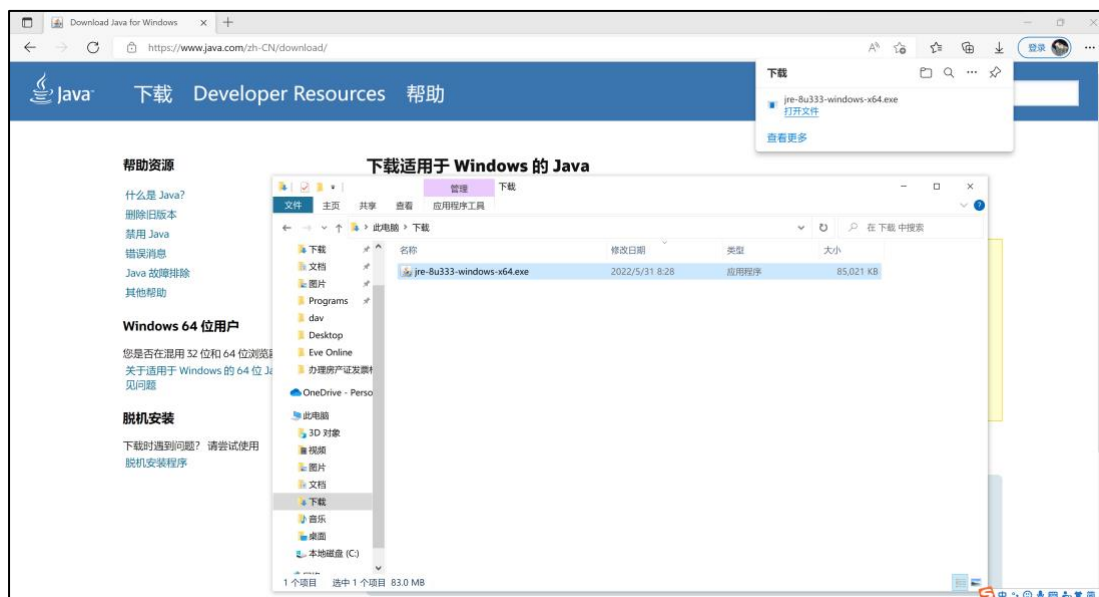 Download Java for Windows
https://www.java.com/zh-CN/download/
登录
Java
下载 Developer Resources 帮助
下载
jre-8u333-windows-x64.exe
打开文件
查看更多
帮助资源
什么是 Java?
删除旧版本
禁用 Java
错误消息
Java 故障排除
其他帮助
Windows 64 位用户
您是否在混用 32 位和 64 位浏览
关于适用于 Windows 的 64 位
见问题
脱机安装
下载时遇到问题? 请尝试使用
脱机安装程序
下载适用于 Windows 的 Java
管理 下载
文件 主页 共享 查看 应用程序工具
此电脑 下载
在 下载 中搜索
名称 修改日期 类型 大小
jre-8u333-windows-x64.exe 2022/5/31 8:28 应用程序 85,021 KB
下载
文档
图片
Programs
dav
Desktop
Eve Online
办理房产证发票
OneDrive - Perso
此电脑
3D 对象
视频
图片
文档
下载
音乐
桌面
本地磁盘 (C:)
1 个项目 选中 1 个项目 83.0 MB
中
简